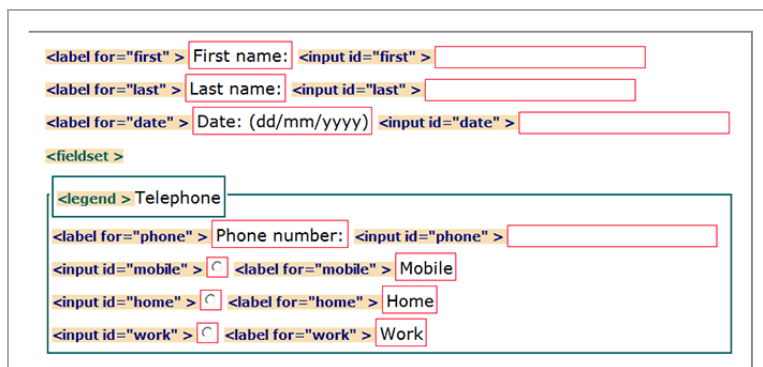 <label for="first" > First name: <input id="first" >
<label for="last" > Last name: <input id="last" >
<label for="date" > Date: (dd/mm/yyyy) <input id="date" >
<fieldset >
<legend > Telephone
<label for="phone" > Phone number: <input id="phone" >
<input id="mobile" > <label for="mobile" > Mobile
<input id="home" > <label for="home" > Home
<input id="work" > <label for="work" > Work